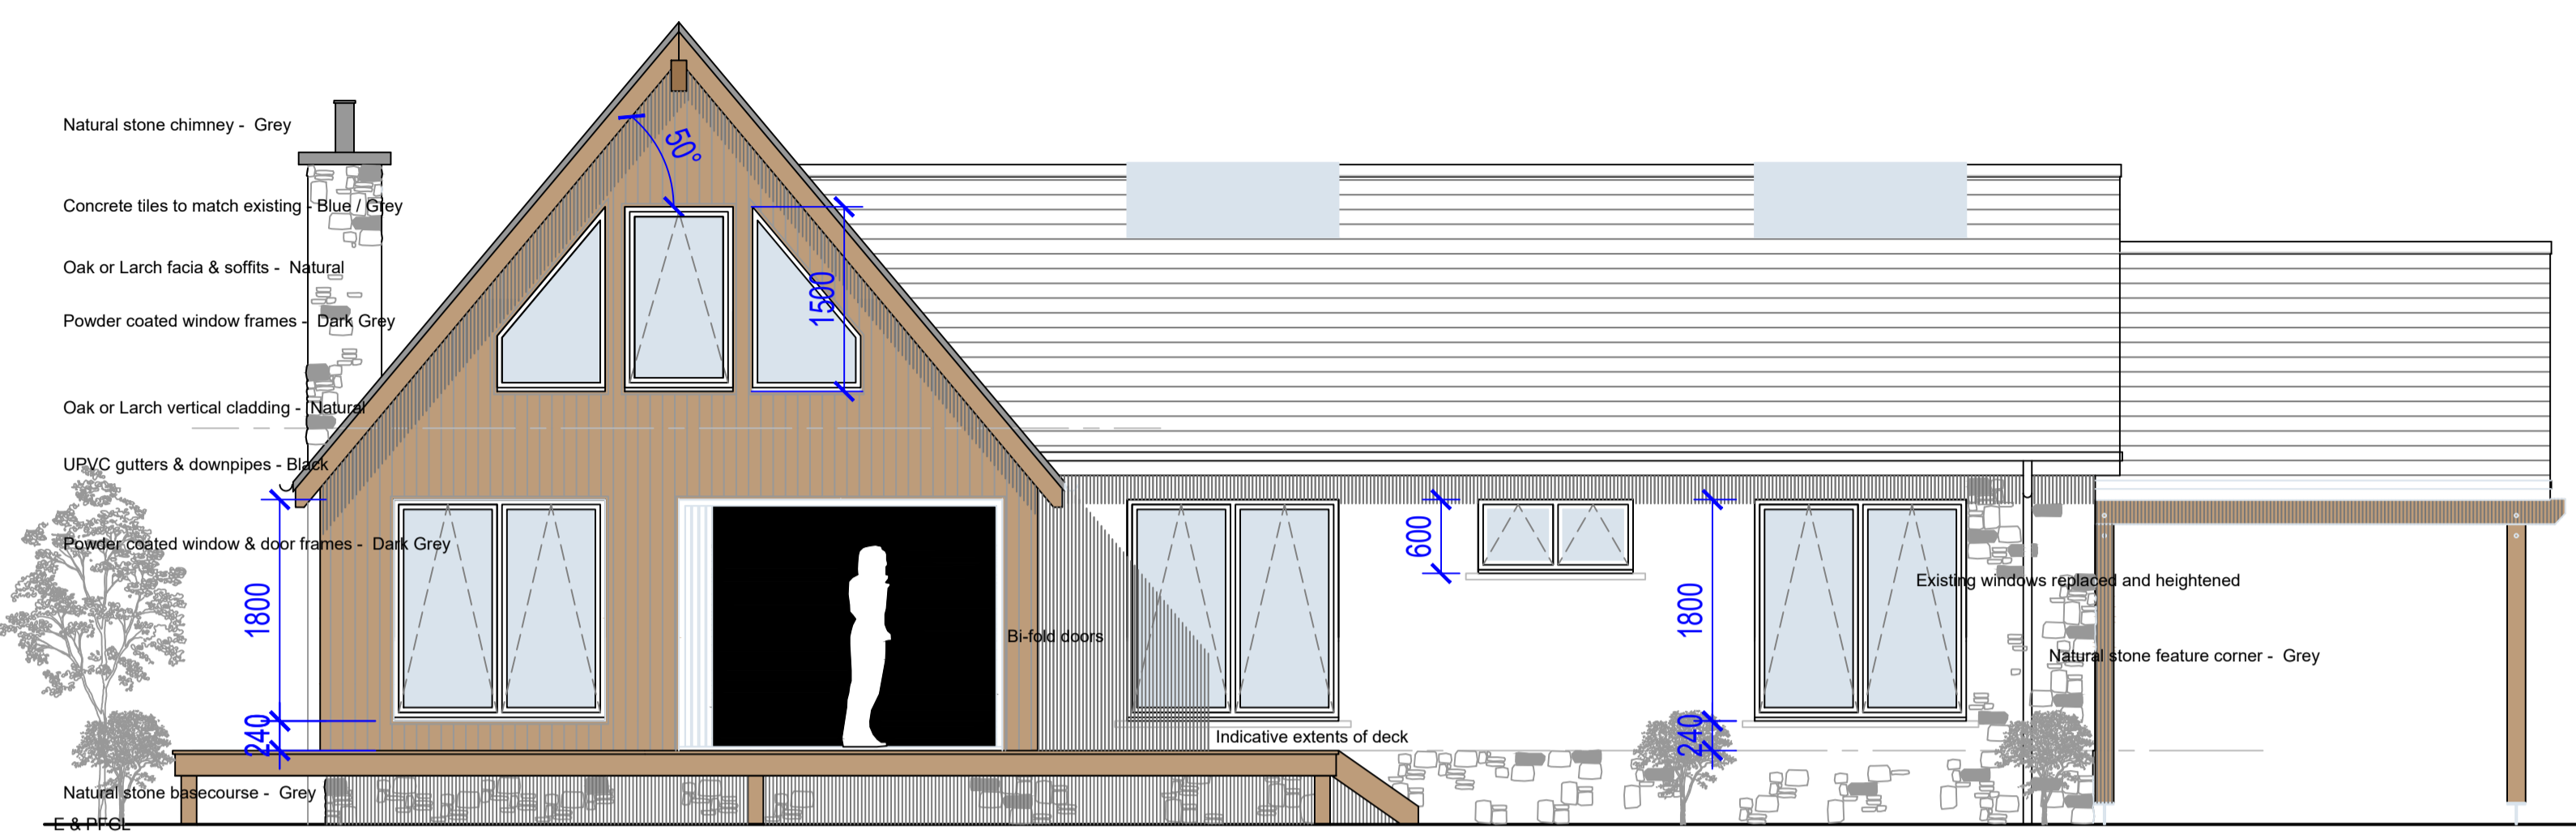 Natural stone chimney - Grey
50°
Concrete tiles to match existing - Blue / Grey
Oak or Larch facia & soffits - Natural
1500
Powder coated window frames - Dark Grey
Oak or Larch vertical cladding - Natural
UPVC gutters & downpipes - Black
Powder coated window & door frames - Dark Grey
600
Existing windows replaced and heightened
1800
1800
Bi-fold doors
Natural stone feature corner - Grey
240
240
Indicative extents of deck
Natural stone basecourse - Grey
E & PFGL